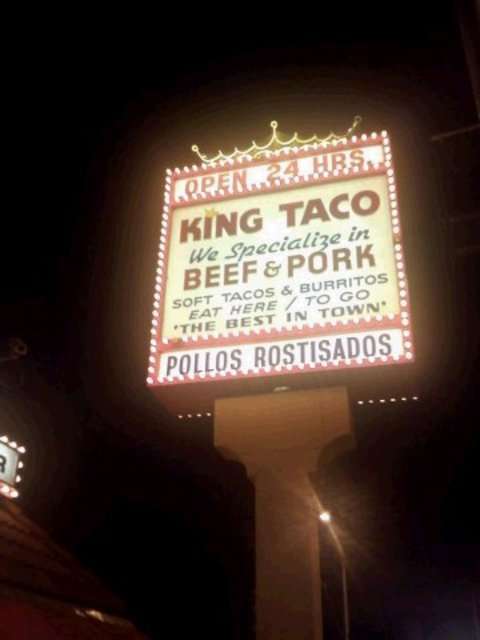 OPEN 24 HRS.
KING TACO
We Specialize in
BEEF & PORK
SOFT TACOS & BURRITOS
EAT HERE / TO GO
"THE BEST IN TOWN"
POLLOS ROSTISADOS
R